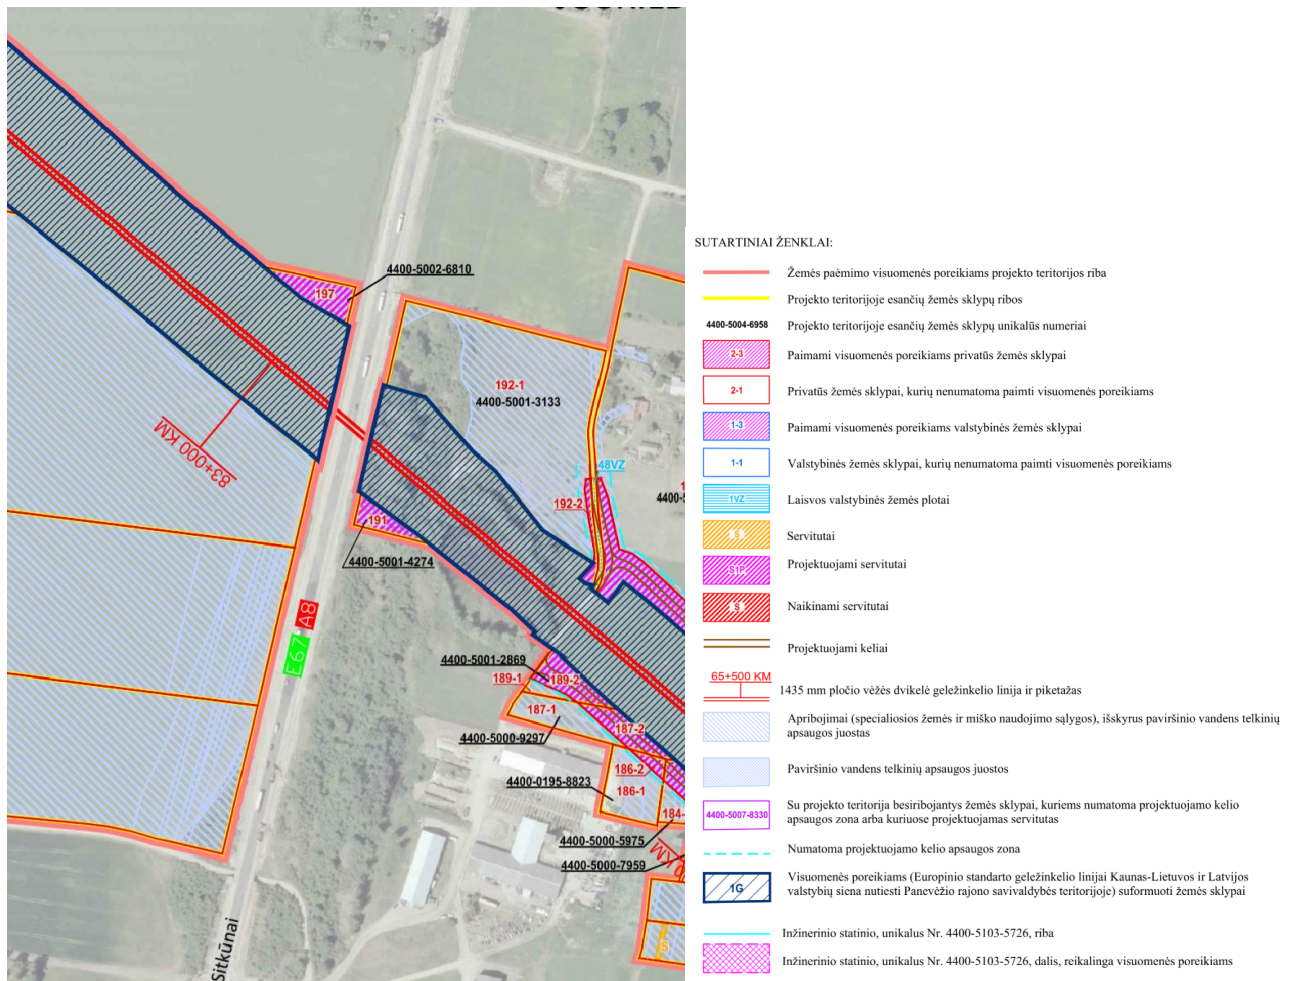 4400-5002-6810
197
192-1
4400-5001-3133
83+000 KM
48VZ
192-2
191
4400-5001-4274
A8
E67
4400-5001-2869
189-1
189-2
187-1
187-2
4400-5000-9297
186-2
4400-0195-8823
186-1
184-
4400-5000-5975
4400-5000-7959
S
Sitkūnai
SUTARTINIAI ŽENKLAI:
Žemės paėmimo visuomenės poreikiams projekto teritorijos riba
Projekto teritorijoje esančių žemės sklypų ribos
4400-5004-6958 Projekto teritorijoje esančių žemės sklypų unikalūs numeriai
2-3 Paimami visuomenės poreikiams privatūs žemės sklypai
2-1 Privatūs žemės sklypai, kurių nenumatoma paimti visuomenės poreikiams
1-3 Paimami visuomenės poreikiams valstybinės žemės sklypai
1-1 Valstybinės žemės sklypai, kurių nenumatoma paimti visuomenės poreikiams
1VZ Laisvos valstybinės žemės plotai
S Servitutai
S1P Projektuojami servitutai
S Naikinami servitutai
Projektuojami keliai
65+500 KM
1435 mm pločio vėžės dvikelė geležinkelio linija ir piketažas
Apribojimai (specialiosios žemės ir miško naudojimo sąlygos), išskyrus paviršinio vandens telkinių
apsaugos juostas
Paviršinio vandens telkinių apsaugos juostos
Su projekto teritorija besiribojantys žemės sklypai, kuriems numatoma projektuojamo kelio
4400-5007-8330 apsaugos zona arba kuriuose projektuojamas servitutas
Numatoma projektuojamo kelio apsaugos zona
Visuomenės poreikiams (Europinio standarto geležinkelio linijai Kaunas-Lietuvos ir Latvijos
1G valstybių siena nutiesti Panevėžio rajono savivaldybės teritorijoje) suformuoti žemės sklypai
Inžinerinio statinio, unikalus Nr. 4400-5103-5726, riba
Inžinerinio statinio, unikalus Nr. 4400-5103-5726, dalis, reikalinga visuomenės poreikiams